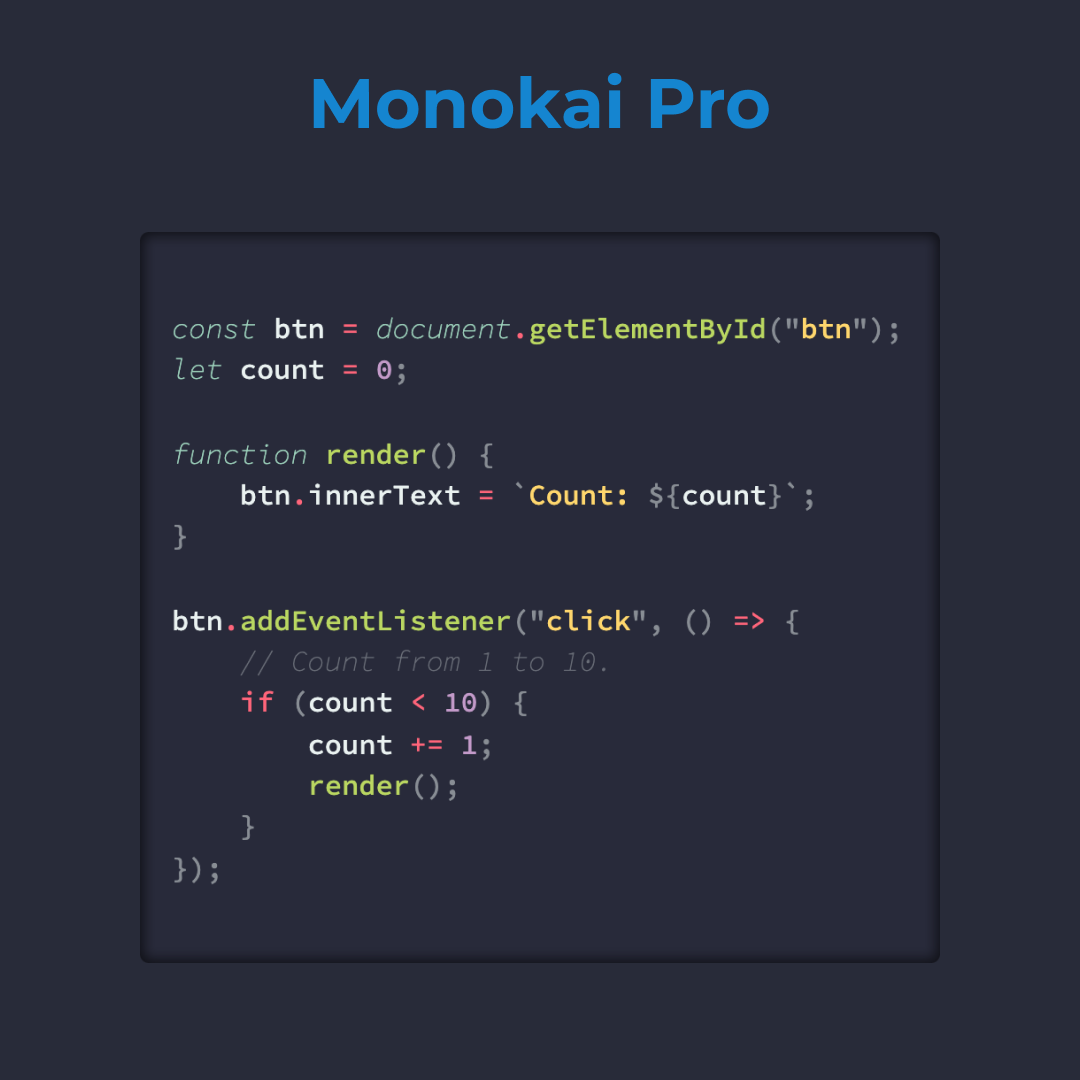 Monokai Pro
const btn = document.getElementById("btn");
let count = 0;

function render() {
    btn.innerText = `Count: ${count}`;
}

btn.addEventListener("click", () => {
    // Count from 1 to 10.
    if (count < 10) {
        count += 1;
        render();
    }
});